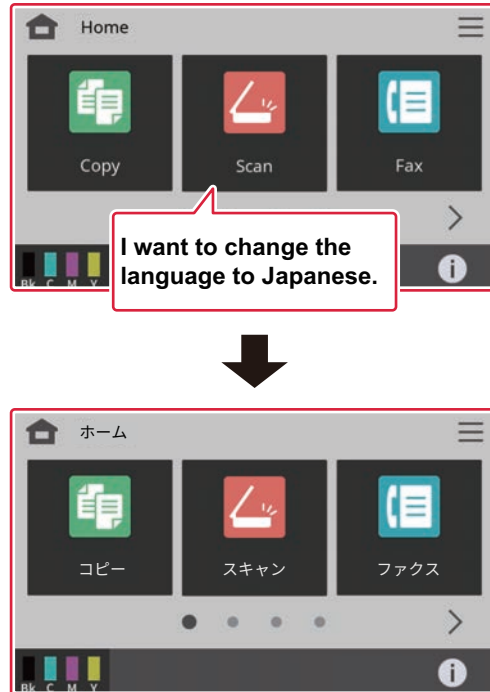 Home
Copy Scan Fax
I want to change the
language to Japanese.
Bk C M Y
ホーム
コピー スキャン ファクス
Bk C M Y